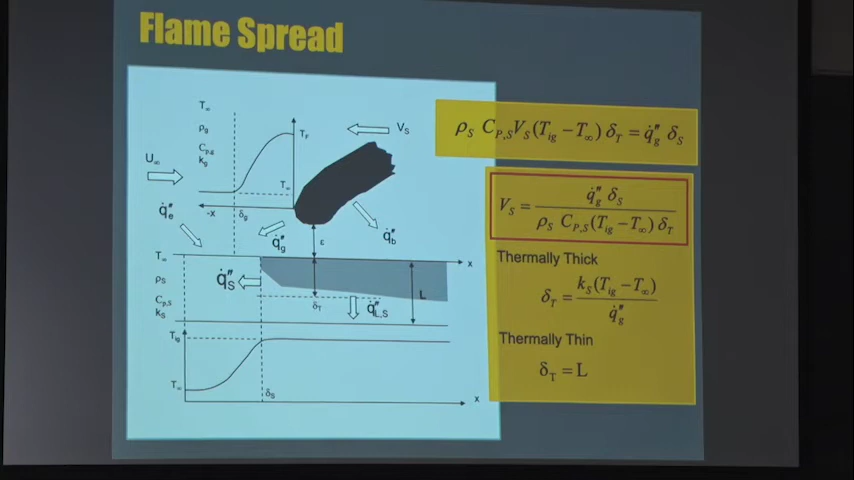 Flame Spread
T∞
ρg
CP,g
kg
U∞
TF
VS
T∞
-x
δg
q̇″e
q̇″g
ε
q̇″b
T∞
x
ρS
CP,S
kS
q̇″S
δT
q̇″L,S
L
Tig
T∞
δS
x
ρS CP,S VS (Tig − T∞) δT = q̇″g δS
VS = q̇″g δS / ρS CP,S (Tig − T∞) δT
Thermally Thick
δT = kS (Tig − T∞) / q̇″g
Thermally Thin
δT = L